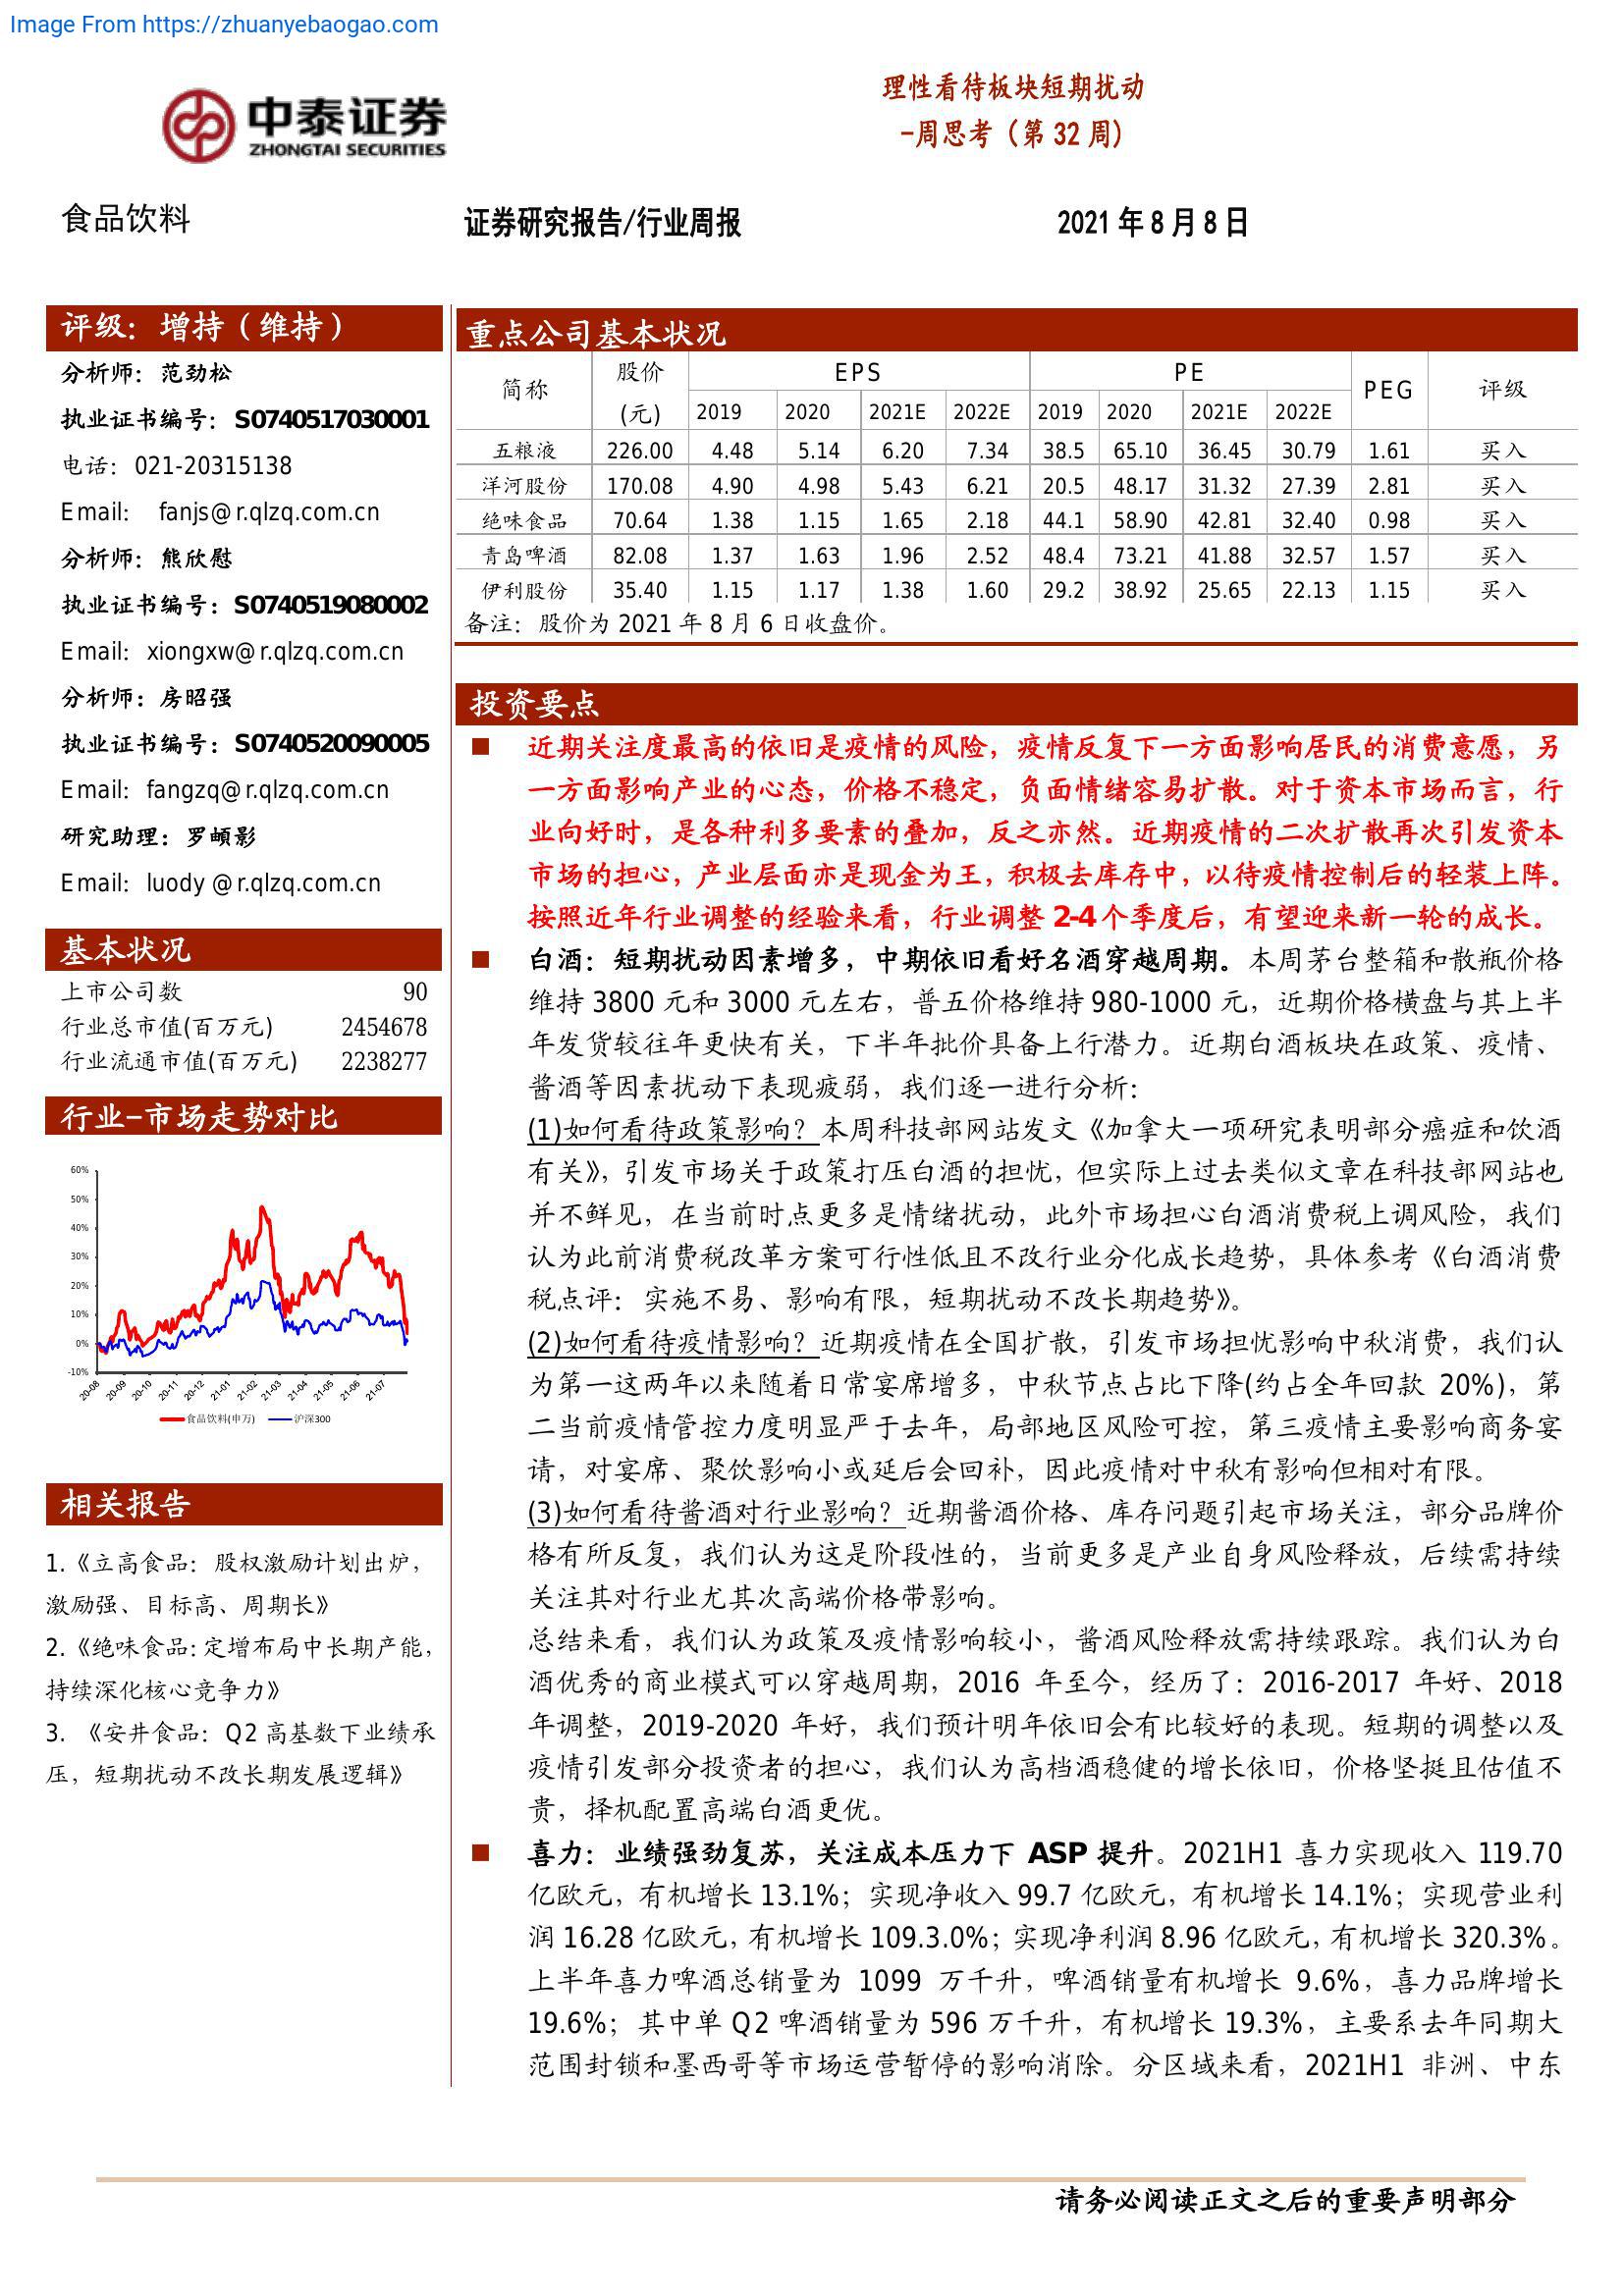 Image From https://zhuanyebaogao.com
理性看待板块短期扰动
-周思考（第 32 周）
中泰证券
ZHONGTAI SECURITIES
食品饮料
证券研究报告/行业周报
2021 年 8 月 8 日
评级：增持（维持）
分析师：范劲松
执业证书编号：S0740517030001
电话：021-20315138
Email： fanjs@r.qlzq.com.cn
分析师：熊欣慰
执业证书编号：S0740519080002
Email：xiongxw@r.qlzq.com.cn
分析师：房昭强
执业证书编号：S0740520090005
Email：fangzq@r.qlzq.com.cn
研究助理：罗頔影
Email：luody @r.qlzq.com.cn
基本状况
上市公司数 90
行业总市值(百万元) 2454678
行业流通市值(百万元) 2238277
行业-市场走势对比
60%
50%
40%
30%
20%
10%
0%
-10%
20-08 20-09 20-10 20-11 20-12 21-01 21-02 21-03 21-04 21-05 21-06 21-07
食品饮料(申万) 沪深300
相关报告
1.《立高食品：股权激励计划出炉，
激励强、目标高、周期长》
2.《绝味食品：定增布局中长期产能，
持续深化核心竞争力》
3. 《安井食品：Q2 高基数下业绩承
压，短期扰动不改长期发展逻辑》
重点公司基本状况
简称 股价 (元) EPS PE PEG 评级
2019 2020 2021E 2022E 2019 2020 2021E 2022E
五粮液 226.00 4.48 5.14 6.20 7.34 38.5 65.10 36.45 30.79 1.61 买入
洋河股份 170.08 4.90 4.98 5.43 6.21 20.5 48.17 31.32 27.39 2.81 买入
绝味食品 70.64 1.38 1.15 1.65 2.18 44.1 58.90 42.81 32.40 0.98 买入
青岛啤酒 82.08 1.37 1.63 1.96 2.52 48.4 73.21 41.88 32.57 1.57 买入
伊利股份 35.40 1.15 1.17 1.38 1.60 29.2 38.92 25.65 22.13 1.15 买入
备注：股价为 2021 年 8 月 6 日收盘价。
投资要点
■ 近期关注度最高的依旧是疫情的风险，疫情反复下一方面影响居民的消费意愿，另
一方面影响产业的心态，价格不稳定，负面情绪容易扩散。对于资本市场而言，行
业向好时，是各种利多要素的叠加，反之亦然。近期疫情的二次扩散再次引发资本
市场的担心，产业层面亦是现金为王，积极去库存中，以待疫情控制后的轻装上阵。
按照近年行业调整的经验来看，行业调整 2-4 个季度后，有望迎来新一轮的成长。
■ 白酒：短期扰动因素增多，中期依旧看好名酒穿越周期。本周茅台整箱和散瓶价格
维持 3800 元和 3000 元左右，普五价格维持 980-1000 元，近期价格横盘与其上半
年发货较往年更快有关，下半年批价具备上行潜力。近期白酒板块在政策、疫情、
酱酒等因素扰动下表现疲弱，我们逐一进行分析：
(1)如何看待政策影响？本周科技部网站发文《加拿大一项研究表明部分癌症和饮酒
有关》，引发市场关于政策打压白酒的担忧，但实际上过去类似文章在科技部网站也
并不鲜见，在当前时点更多是情绪扰动，此外市场担心白酒消费税上调风险，我们
认为此前消费税改革方案可行性低且不改行业分化成长趋势，具体参考《白酒消费
税点评：实施不易、影响有限，短期扰动不改长期趋势》。
(2)如何看待疫情影响？近期疫情在全国扩散，引发市场担忧影响中秋消费，我们认
为第一这两年以来随着日常宴席增多，中秋节点占比下降(约占全年回款 20%)，第
二当前疫情管控力度明显严于去年，局部地区风险可控，第三疫情主要影响商务宴
请，对宴席、聚饮影响小或延后会回补，因此疫情对中秋有影响但相对有限。
(3)如何看待酱酒对行业影响？近期酱酒价格、库存问题引起市场关注，部分品牌价
格有所反复，我们认为这是阶段性的，当前更多是产业自身风险释放，后续需持续
关注其对行业尤其次高端价格带影响。
总结来看，我们认为政策及疫情影响较小，酱酒风险释放需持续跟踪。我们认为白
酒优秀的商业模式可以穿越周期，2016 年至今，经历了：2016-2017 年好、2018
年调整，2019-2020 年好，我们预计明年依旧会有比较好的表现。短期的调整以及
疫情引发部分投资者的担心，我们认为高档酒稳健的增长依旧，价格坚挺且估值不
贵，择机配置高端白酒更优。
■ 喜力：业绩强劲复苏，关注成本压力下 ASP 提升。2021H1 喜力实现收入 119.70
亿欧元，有机增长 13.1%；实现净收入 99.7 亿欧元，有机增长 14.1%；实现营业利
润 16.28 亿欧元，有机增长 109.3.0%；实现净利润 8.96 亿欧元，有机增长 320.3%。
上半年喜力啤酒总销量为 1099 万千升，啤酒销量有机增长 9.6%，喜力品牌增长
19.6%；其中单 Q2 啤酒销量为 596 万千升，有机增长 19.3%，主要系去年同期大
范围封锁和墨西哥等市场运营暂停的影响消除。分区域来看，2021H1 非洲、中东
请务必阅读正文之后的重要声明部分